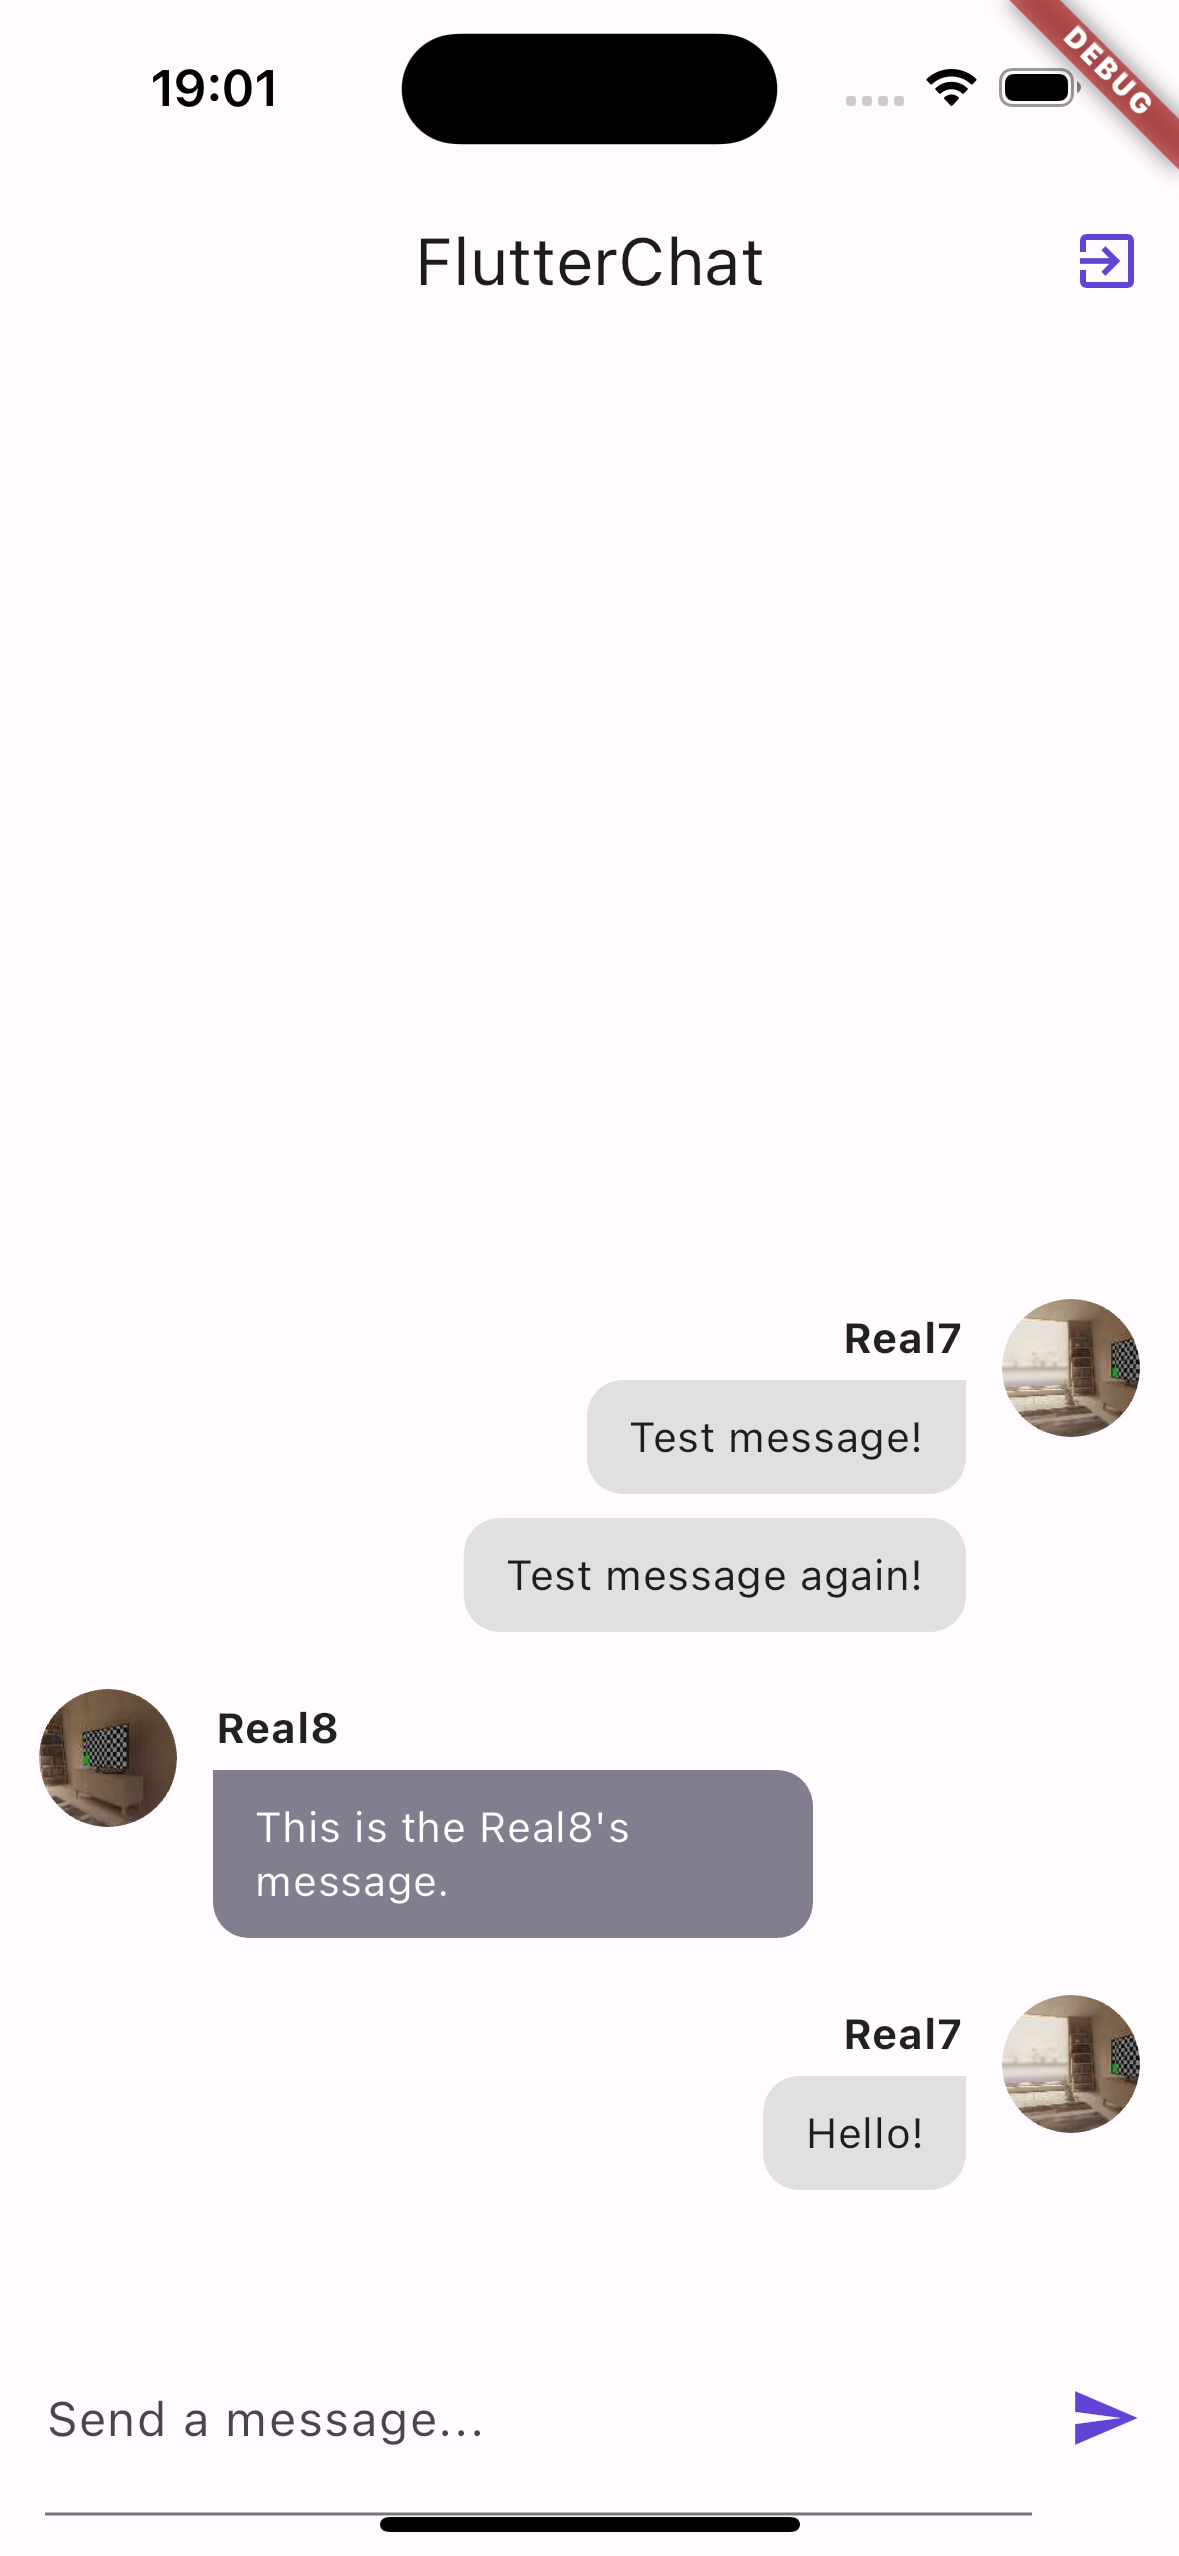 19:01
DEBUG
FlutterChat
Real7
Test message!
Test message again!
Real8
This is the Real8's
message.
Real7
Hello!
Send a message...